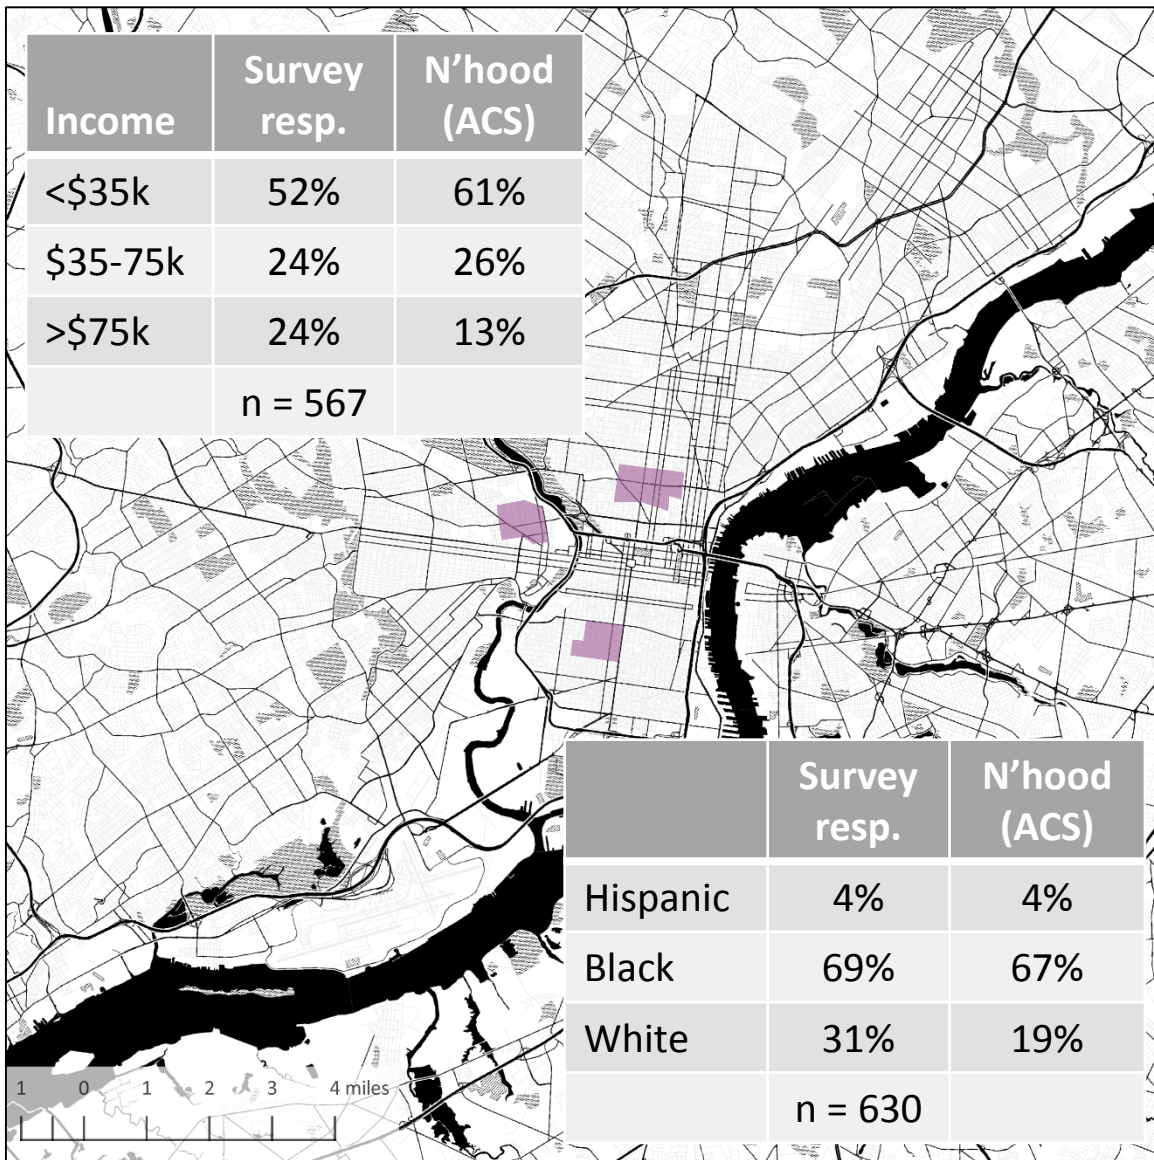 Income Survey resp. N’hood (ACS)
<$35k 52% 61%
$35-75k 24% 26%
>$75k 24% 13%
n = 567
Survey resp. N’hood (ACS)
Hispanic 4% 4%
Black 69% 67%
White 31% 19%
n = 630
1 0 1 2 3 4 miles